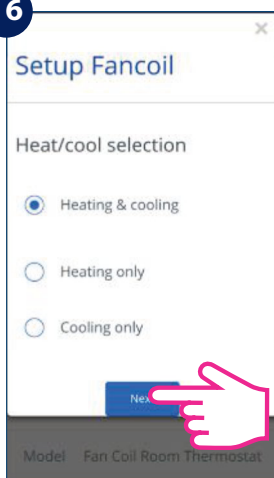 6
×
Setup Fancoil
Heat/cool selection
Heating & cooling
Heating only
Cooling only
Model Fan Coil Room Thermostat